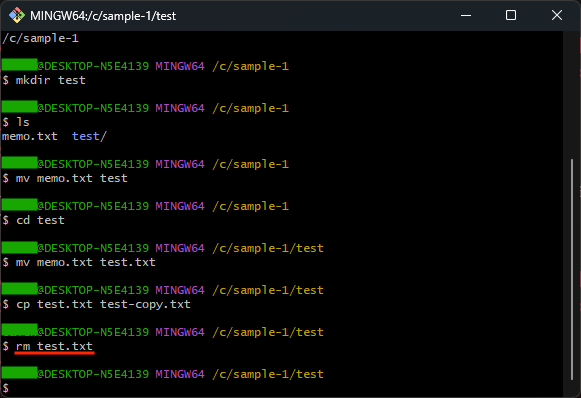 MINGW64:/c/sample-1/test
/c/sample-1
@DESKTOP-N5E4139 MINGW64 /c/sample-1
$ mkdir test
@DESKTOP-N5E4139 MINGW64 /c/sample-1
$ ls
memo.txt  test/
@DESKTOP-N5E4139 MINGW64 /c/sample-1
$ mv memo.txt test
@DESKTOP-N5E4139 MINGW64 /c/sample-1
$ cd test
@DESKTOP-N5E4139 MINGW64 /c/sample-1/test
$ mv memo.txt test.txt
@DESKTOP-N5E4139 MINGW64 /c/sample-1/test
$ cp test.txt test-copy.txt
@DESKTOP-N5E4139 MINGW64 /c/sample-1/test
$ rm test.txt
@DESKTOP-N5E4139 MINGW64 /c/sample-1/test
$